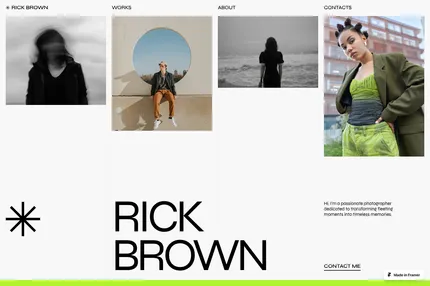 ✳ RICK BROWN
WORKS
ABOUT
CONTACTS
RICK
BROWN
Hi, I'm a passionate photographer
dedicated to transforming fleeting
moments into timeless memories.
CONTACT ME
Made in Framer